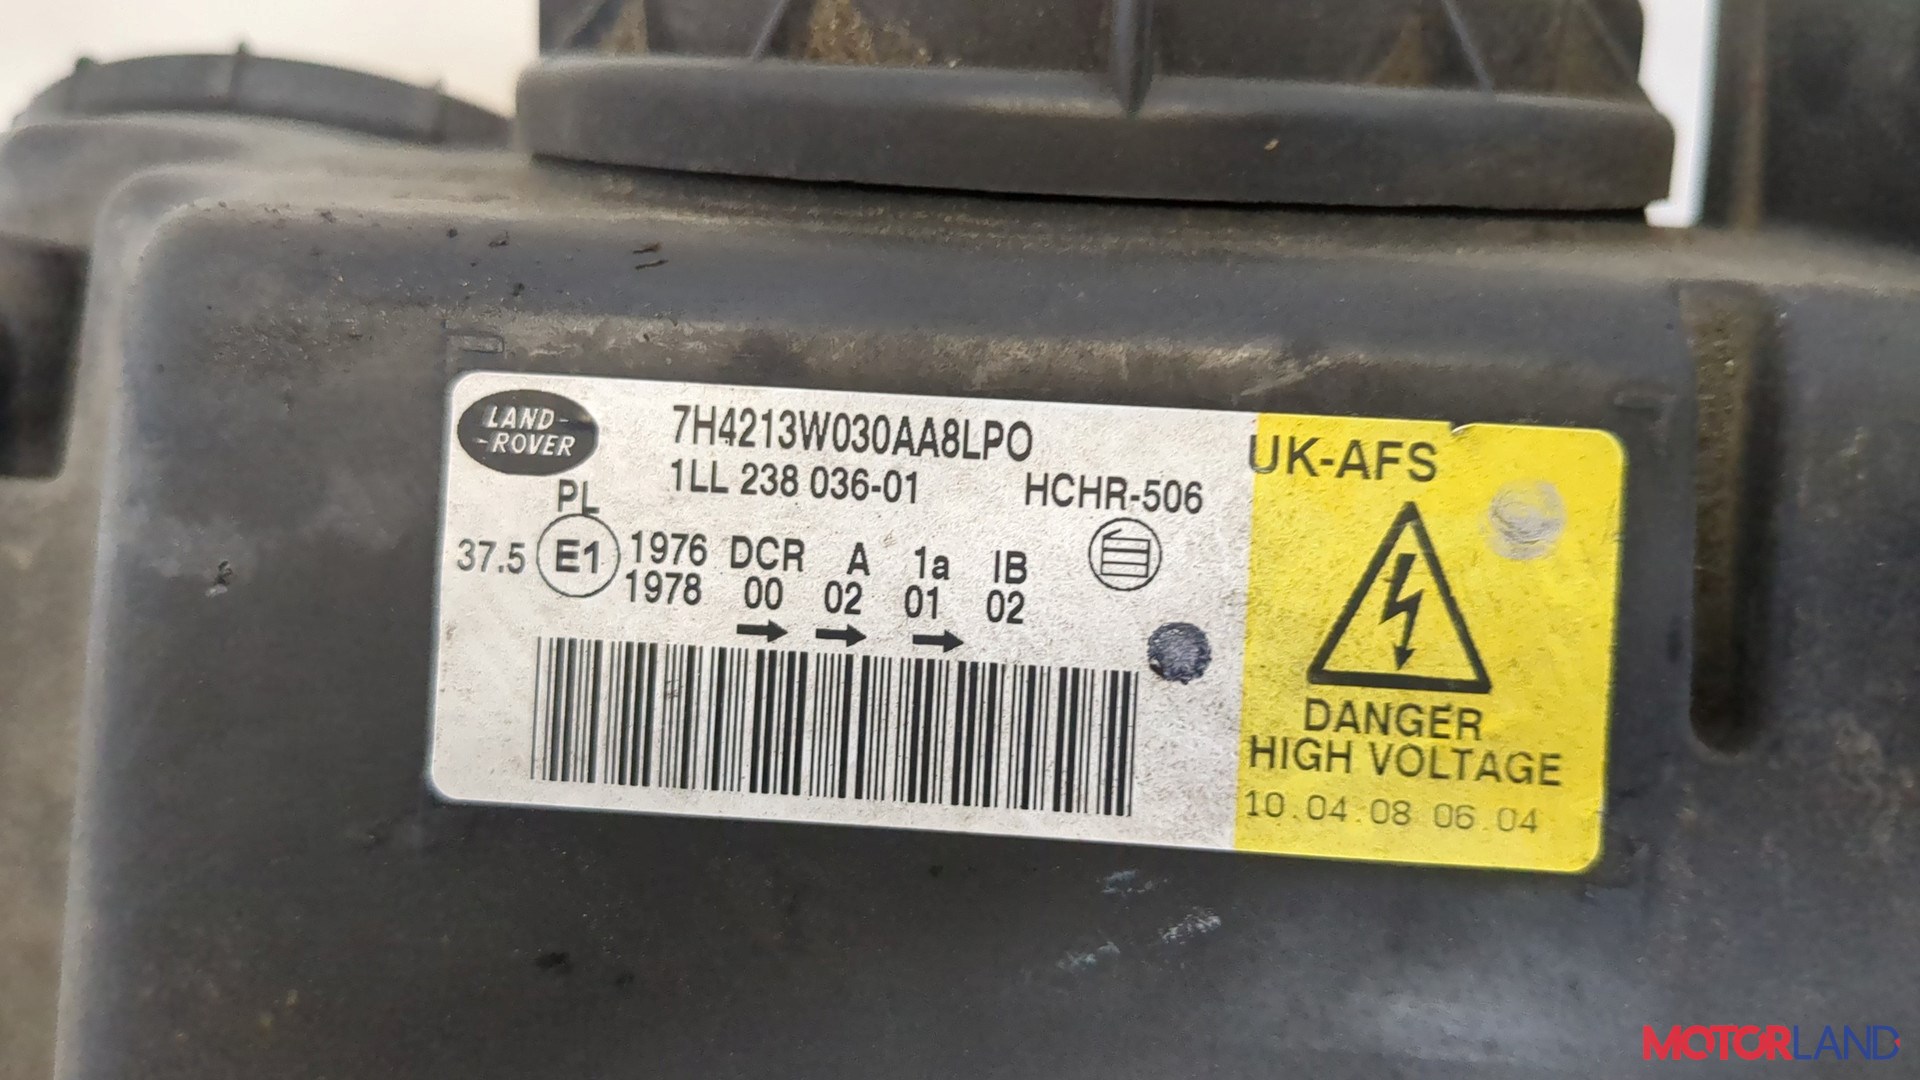 LAND-
-ROVER
7H4213W030AA8LPO
1LL 238 036-01
HCHR-506
PL
37.5 E1 1976 DCR A 1a IB
1978 00 02 01 02
UK-AFS
DANGER
HIGH VOLTAGE
10.04.08 06.04
MOTORLAND